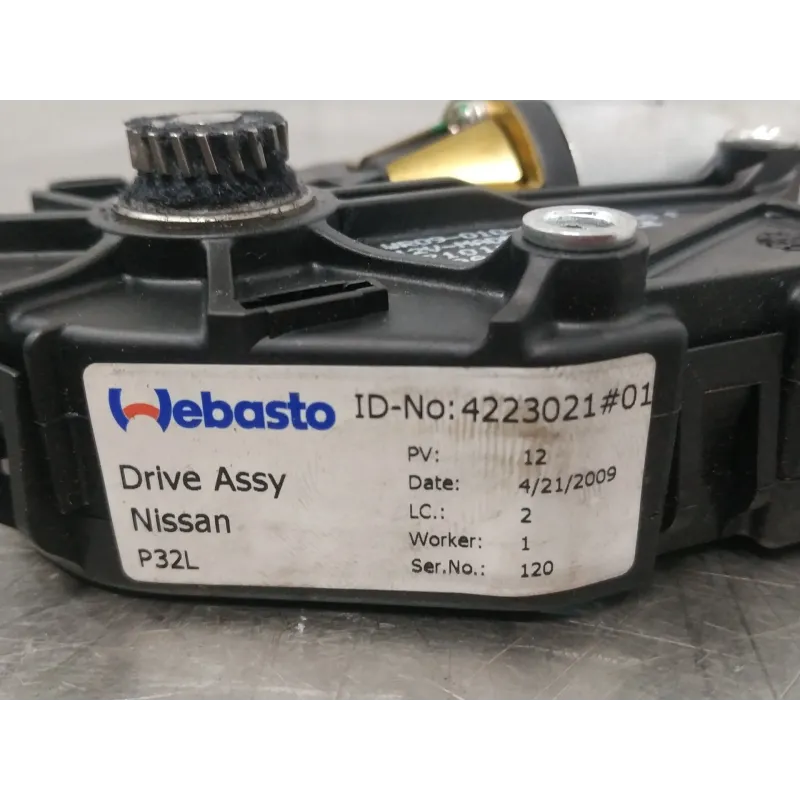 Webasto ID-No: 4223021#01
Drive Assy
Nissan
P32L
PV: 12
Date: 4/21/2009
LC.: 2
Worker: 1
Ser.No.: 120